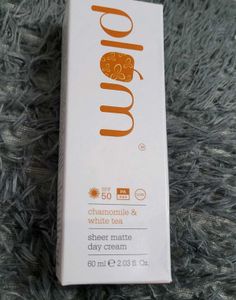 plum
SPF
50
PA
+++
chamomile &
white tea
sheer matte
day cream
60 ml e 2.03 fl. Oz.